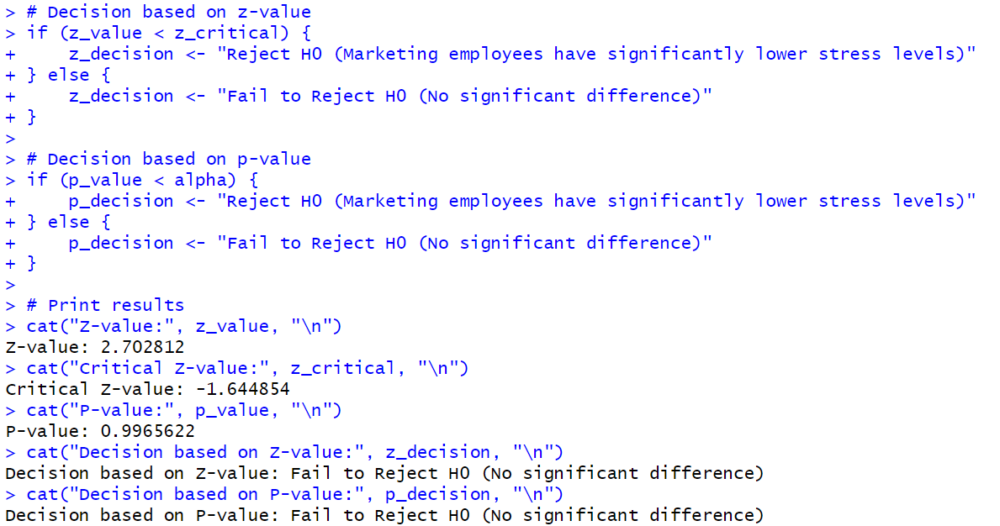 > # Decision based on z-value
> if (z_value < z_critical) {
+     z_decision <- "Reject H0 (Marketing employees have significantly lower stress levels)"
+ } else {
+     z_decision <- "Fail to Reject H0 (No significant difference)"
+ }
>
> # Decision based on p-value
> if (p_value < alpha) {
+     p_decision <- "Reject H0 (Marketing employees have significantly lower stress levels)"
+ } else {
+     p_decision <- "Fail to Reject H0 (No significant difference)"
+ }
>
> # Print results
> cat("Z-value:", z_value, "\n")
Z-value: 2.702812
> cat("Critical Z-value:", z_critical, "\n")
Critical Z-value: -1.644854
> cat("P-value:", p_value, "\n")
P-value: 0.9965622
> cat("Decision based on Z-value:", z_decision, "\n")
Decision based on Z-value: Fail to Reject H0 (No significant difference)
> cat("Decision based on P-value:", p_decision, "\n")
Decision based on P-value: Fail to Reject H0 (No significant difference)